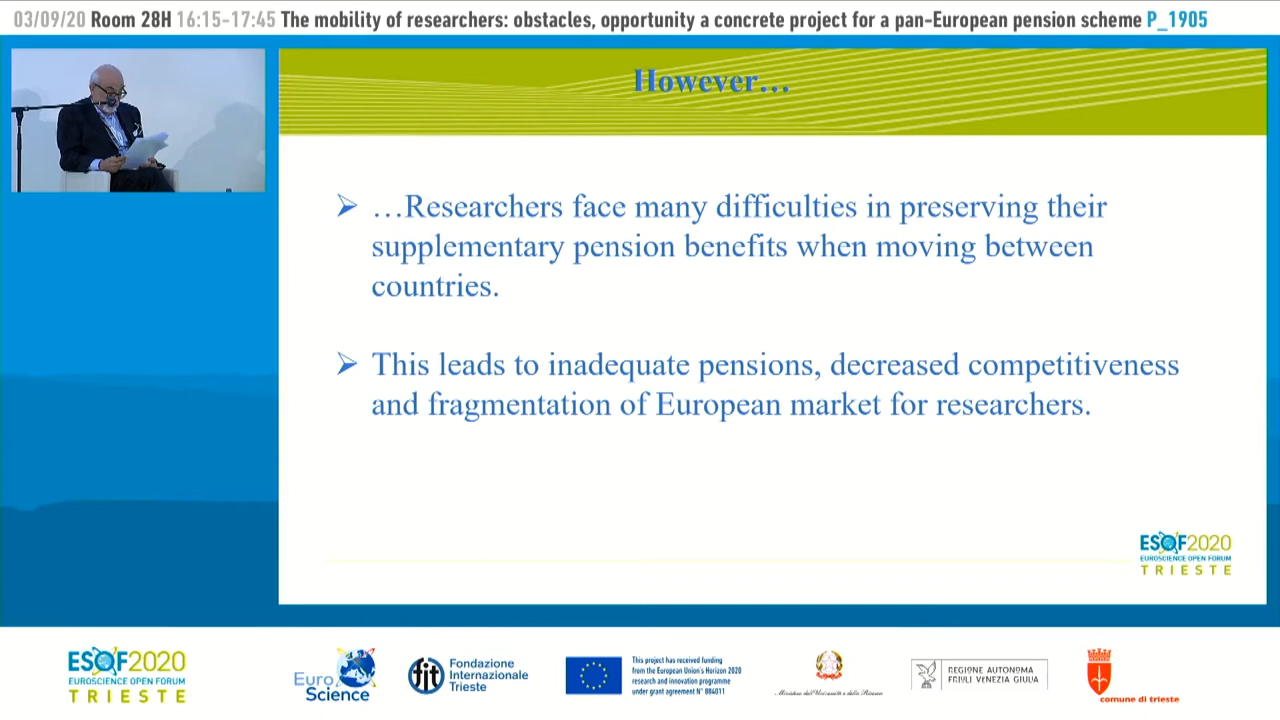 03/09/20 Room 28H 16:15-17:45 The mobility of researchers: obstacles, opportunity a concrete project for a pan-European pension scheme P_1905
However…
➢ …Researchers face many difficulties in preserving their
supplementary pension benefits when moving between
countries.
➢ This leads to inadequate pensions, decreased competitiveness
and fragmentation of European market for researchers.
ESOF2020
EUROSCIENCE OPEN FORUM
TRIESTE
ESOF2020
EUROSCIENCE OPEN FORUM
TRIESTE
Euro
Science
fit
Fondazione
Internazionale
Trieste
This project has received funding
from the European Union's Horizon 2020
research and innovation programme
under grant agreement N° 884011
Ministero dell'Università e della Ricerca
REGIONE AUTONOMA
FRIULI VENEZIA GIULIA
comune di trieste